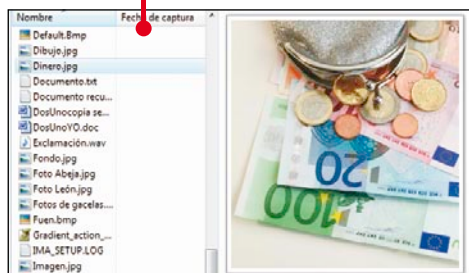 Nombre Fecha de captura
Default.Bmp
Dibujo.jpg
Dinero.jpg
Documento.txt
Documento recu...
DosUnocopia se...
DosUnoYO.doc
Exclamación.wav
Fondo.jpg
Foto Abeja.jpg
Foto León.jpg
Fotos de gacelas....
Fuen.bmp
Gradient_action_...
IMA_SETUP.LOG
Imagen.jpg
20
100